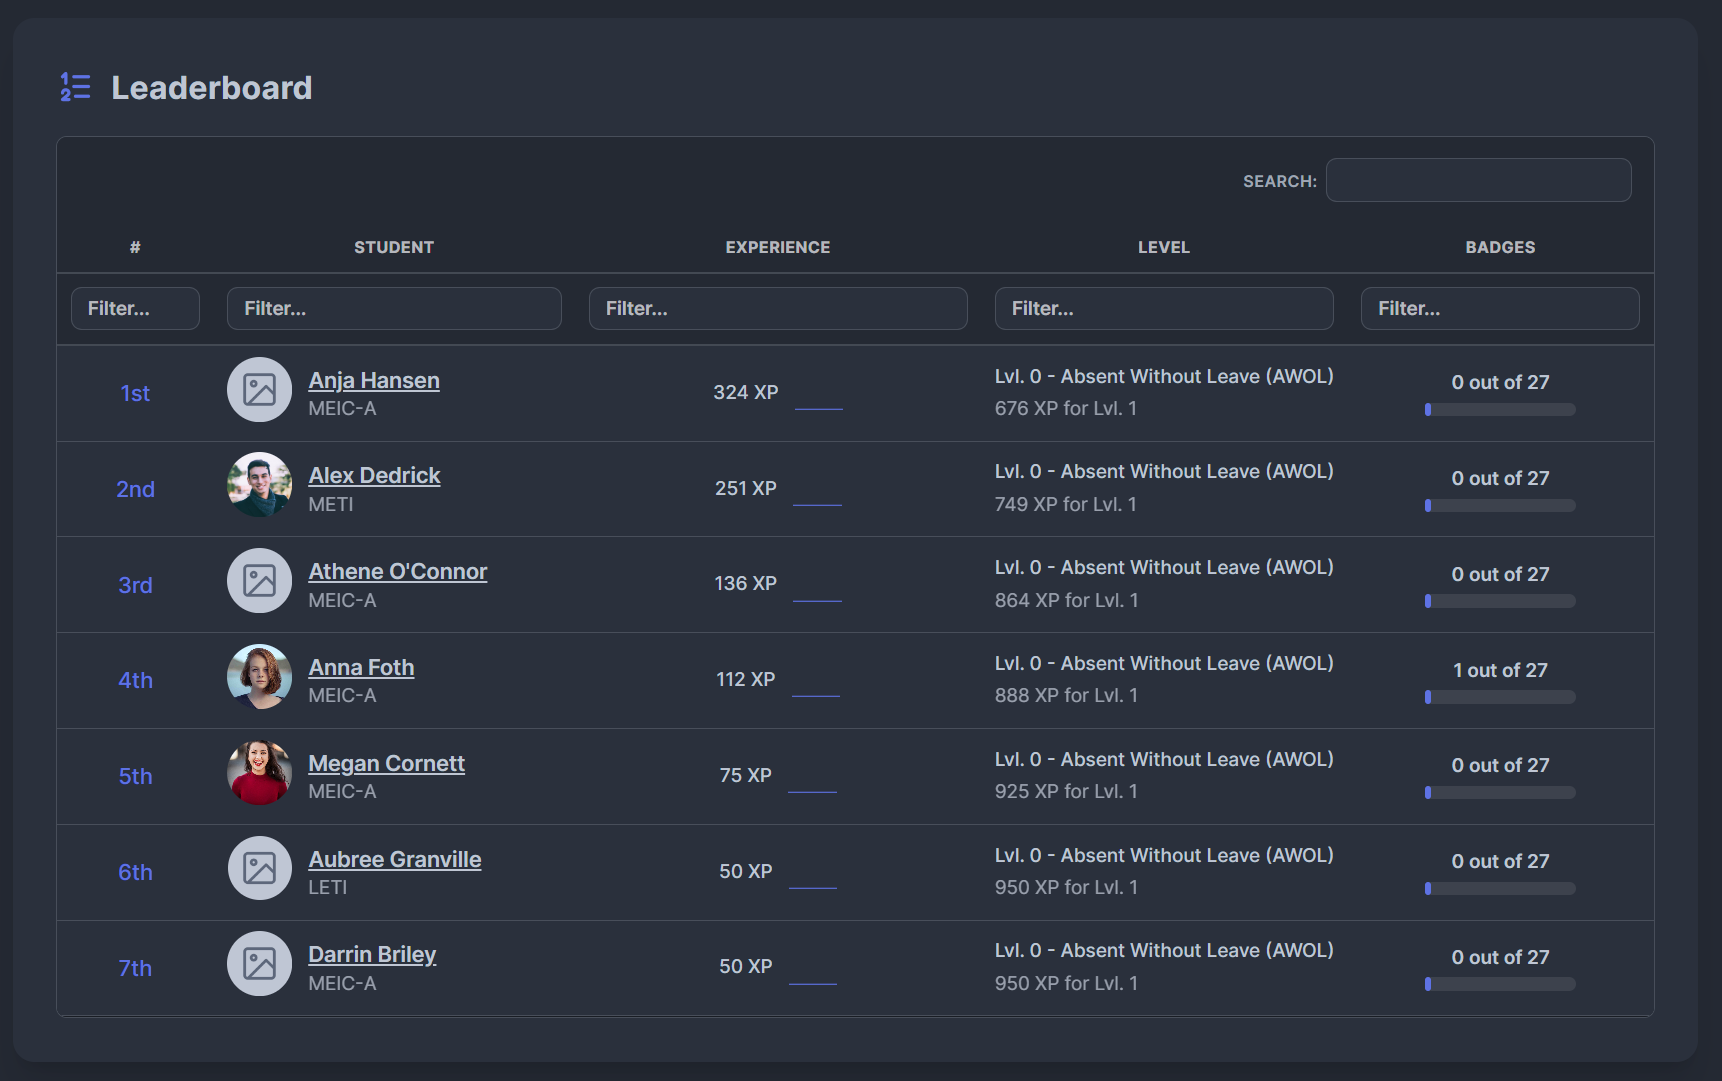 Leaderboard
SEARCH:
# STUDENT EXPERIENCE LEVEL BADGES
Filter... Filter... Filter... Filter... Filter...
1st Anja Hansen 324 XP Lvl. 0 - Absent Without Leave (AWOL) 0 out of 27
MEIC-A 676 XP for Lvl. 1
2nd Alex Dedrick 251 XP Lvl. 0 - Absent Without Leave (AWOL) 0 out of 27
METI 749 XP for Lvl. 1
3rd Athene O'Connor 136 XP Lvl. 0 - Absent Without Leave (AWOL) 0 out of 27
MEIC-A 864 XP for Lvl. 1
4th Anna Foth 112 XP Lvl. 0 - Absent Without Leave (AWOL) 1 out of 27
MEIC-A 888 XP for Lvl. 1
5th Megan Cornett 75 XP Lvl. 0 - Absent Without Leave (AWOL) 0 out of 27
MEIC-A 925 XP for Lvl. 1
6th Aubree Granville 50 XP Lvl. 0 - Absent Without Leave (AWOL) 0 out of 27
LETI 950 XP for Lvl. 1
7th Darrin Briley 50 XP Lvl. 0 - Absent Without Leave (AWOL) 0 out of 27
MEIC-A 950 XP for Lvl. 1